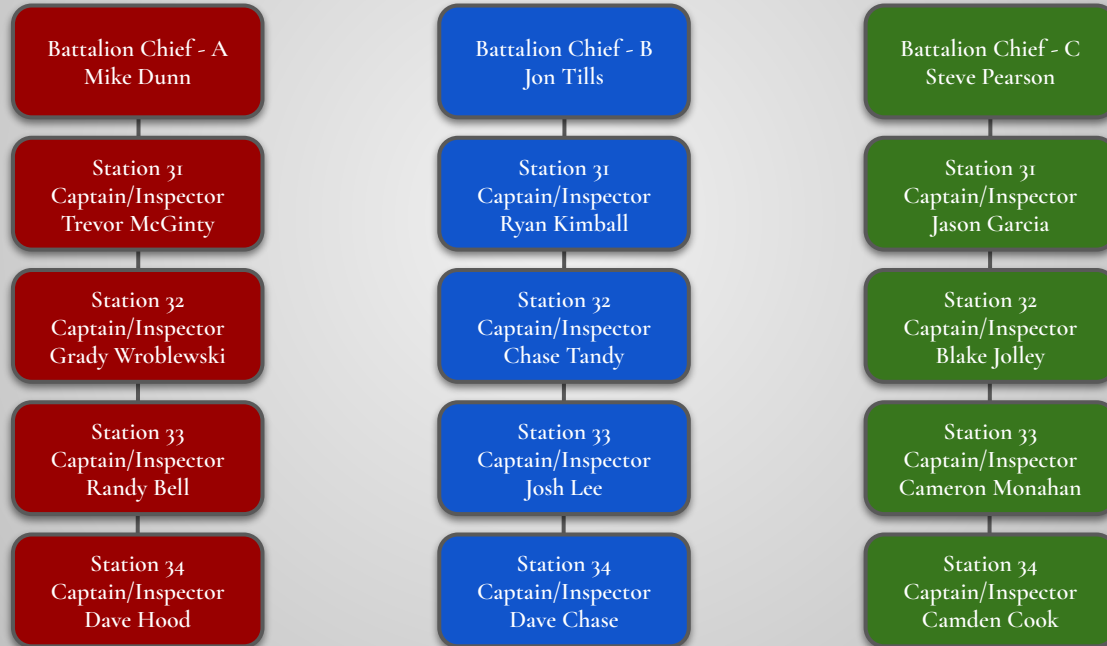 Battalion Chief - A
Mike Dunn
Station 31
Captain/Inspector
Trevor McGinty
Station 32
Captain/Inspector
Grady Wroblewski
Station 33
Captain/Inspector
Randy Bell
Station 34
Captain/Inspector
Dave Hood
Battalion Chief - B
Jon Tills
Station 31
Captain/Inspector
Ryan Kimball
Station 32
Captain/Inspector
Chase Tandy
Station 33
Captain/Inspector
Josh Lee
Station 34
Captain/Inspector
Dave Chase
Battalion Chief - C
Steve Pearson
Station 31
Captain/Inspector
Jason Garcia
Station 32
Captain/Inspector
Blake Jolley
Station 33
Captain/Inspector
Cameron Monahan
Station 34
Captain/Inspector
Camden Cook